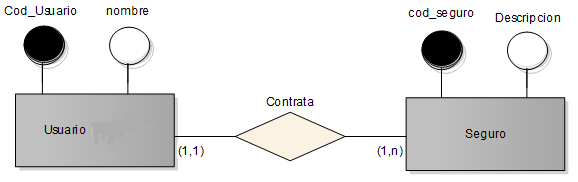 Cod_Usuario
nombre
cod_seguro
Descripcion
Contrata
Usuario
Seguro
(1,1)
(1,n)